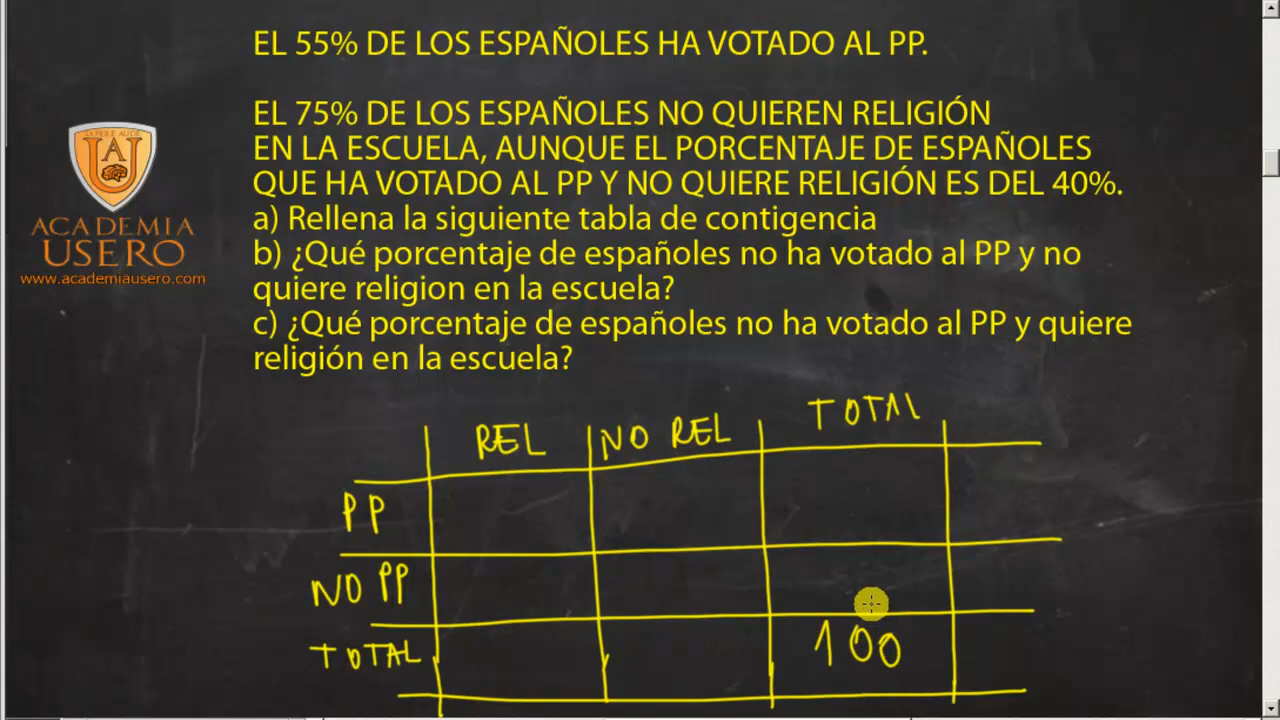 EL 55% DE LOS ESPAÑOLES HA VOTADO AL PP.
EL 75% DE LOS ESPAÑOLES NO QUIEREN RELIGIÓN
EN LA ESCUELA, AUNQUE EL PORCENTAJE DE ESPAÑOLES
QUE HA VOTADO AL PP Y NO QUIERE RELIGIÓN ES DEL 40%.
a) Rellena la siguiente tabla de contigencia
b) ¿Qué porcentaje de españoles no ha votado al PP y no
quiere religion en la escuela?
c) ¿Qué porcentaje de españoles no ha votado al PP y quiere
religión en la escuela?
SAPERE AUDE
UA
ACADEMIA
USERO
www.academiausero.com
REL NO REL TOTAL
PP
NO PP
TOTAL 100